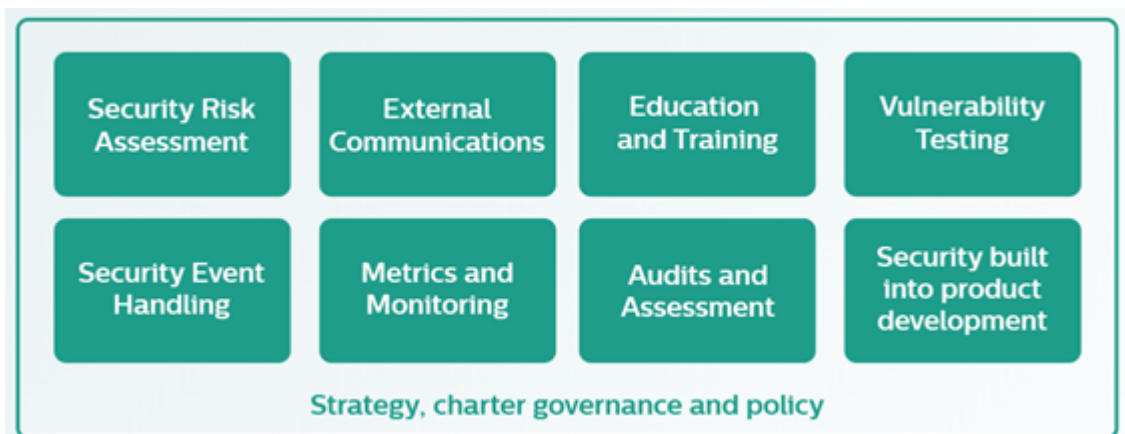 Security Risk
Assessment
External
Communications
Education
and Training
Vulnerability
Testing
Security Event
Handling
Metrics and
Monitoring
Audits and
Assessment
Security built
into product
development
Strategy, charter governance and policy